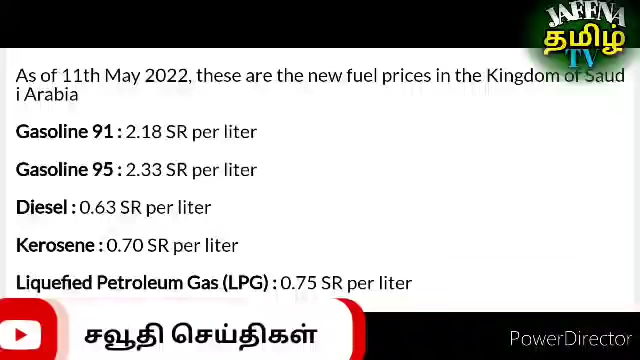 JAFFNA
தமிழ்
TV
As of 11th May 2022, these are the new fuel prices in the Kingdom of Saud
i Arabia
Gasoline 91 : 2.18 SR per liter
Gasoline 95 : 2.33 SR per liter
Diesel : 0.63 SR per liter
Kerosene : 0.70 SR per liter
Liquefied Petroleum Gas (LPG) : 0.75 SR per liter
சவூதி செய்திகள்
PowerDirector